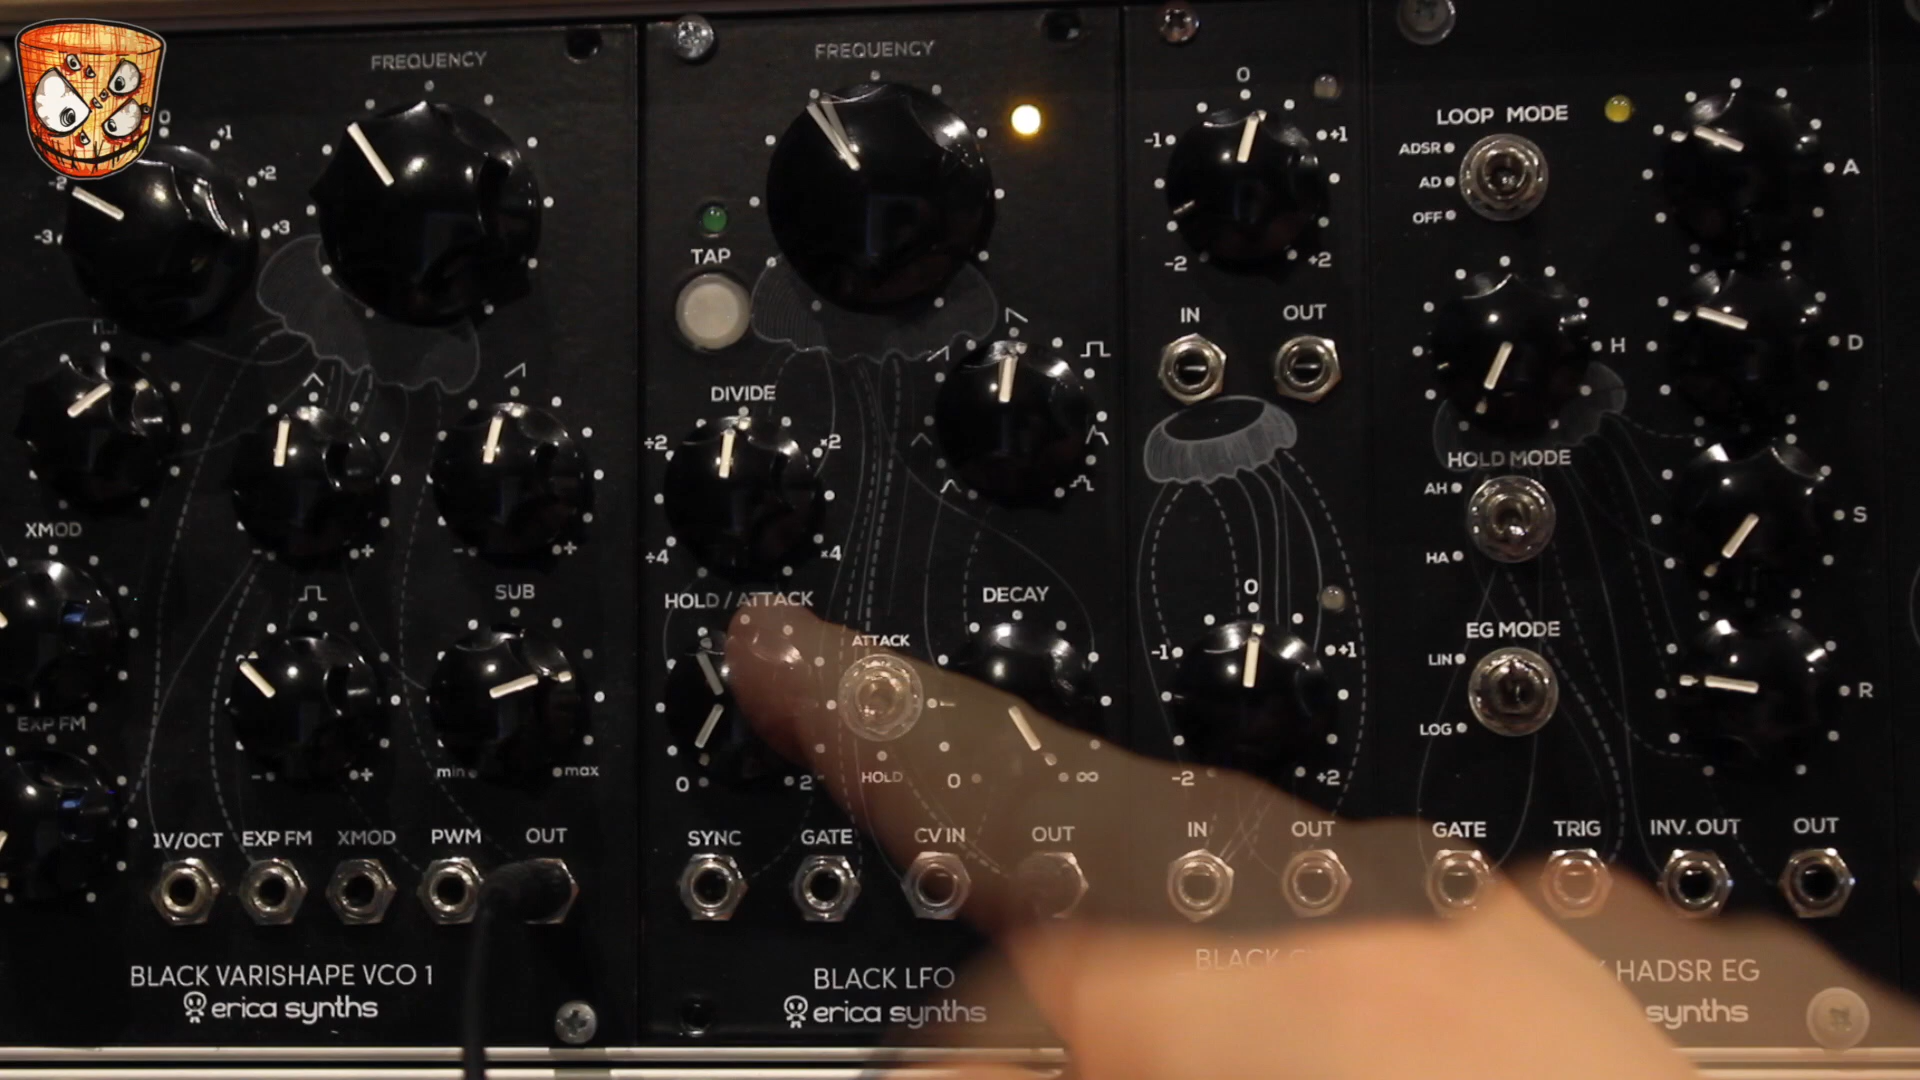 FREQUENCY
0
+1
+2
+3
-2
-3
XMOD
EXP FM
-
+
-
+
SUB
-
+
min
max
1V/OCT EXP FM XMOD PWM OUT
BLACK VARISHAPE VCO 1
erica synths
FREQUENCY
TAP
DIVIDE
÷2
×2
÷4
×4
HOLD / ATTACK
0
2
ATTACK
HOLD
DECAY
0
∞
SYNC GATE CV IN OUT
BLACK LFO
erica synths
0
-1
+1
-2
+2
IN OUT
0
-1
+1
-2
+2
IN OUT
BLACK
LOOP MODE
ADSR
AD
OFF
A
H
D
HOLD MODE
AH
HA
S
EG MODE
LIN
LOG
R
GATE TRIG INV. OUT OUT
HADSR EG
synths